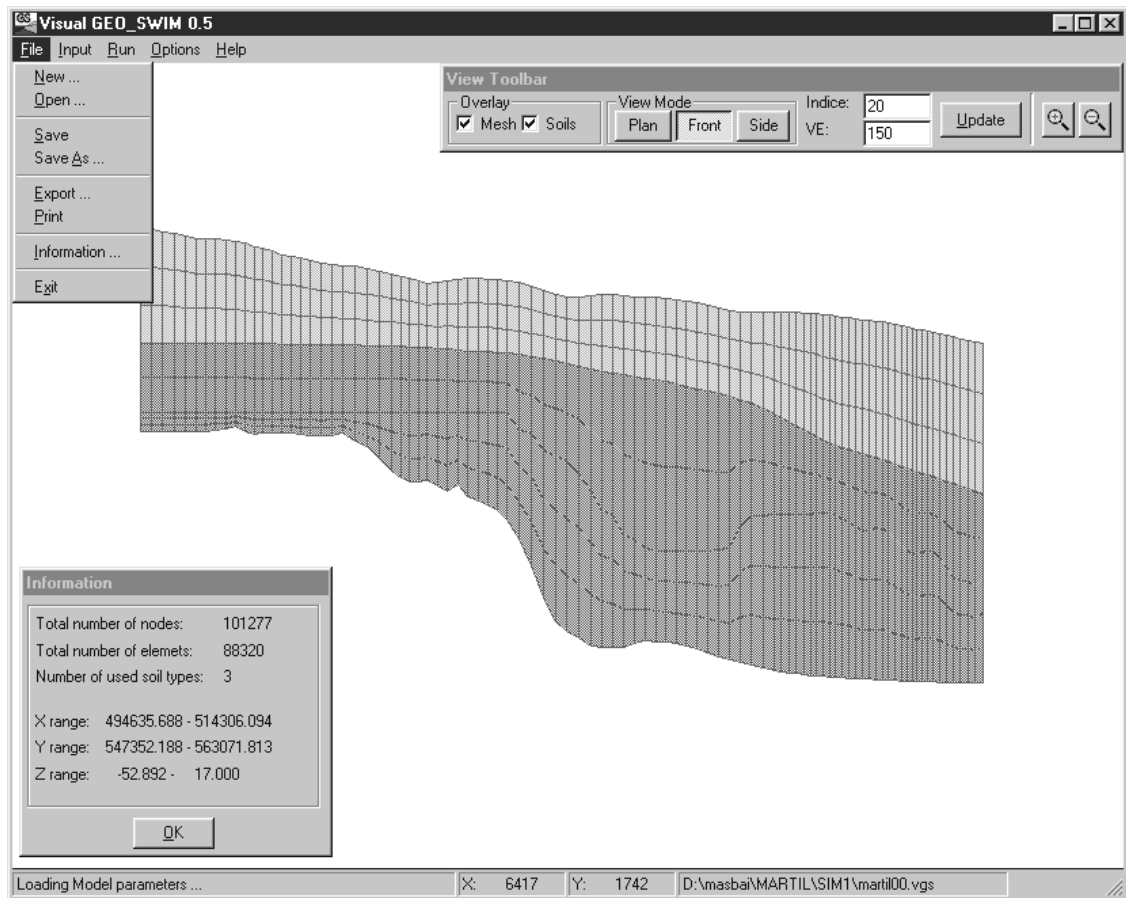 GS Visual GEO_SWIM 0.5
File Input Run Options Help
New ...
Open ...
Save
Save As ...
Export ...
Print
Information ...
Exit
View Toolbar
Overlay
Mesh Soils
View Mode
Plan Front Side
Indice: 20
VE: 150
Update
Information
Total number of nodes: 101277
Total number of elemets: 88320
Number of used soil types: 3
X range: 494635.688 - 514306.094
Y range: 547352.188 - 563071.813
Z range: -52.892 - 17.000
OK
Loading Model parameters ... X: 6417 Y: 1742 D:\masbai\MARTIL\SIM1\martil00.vgs